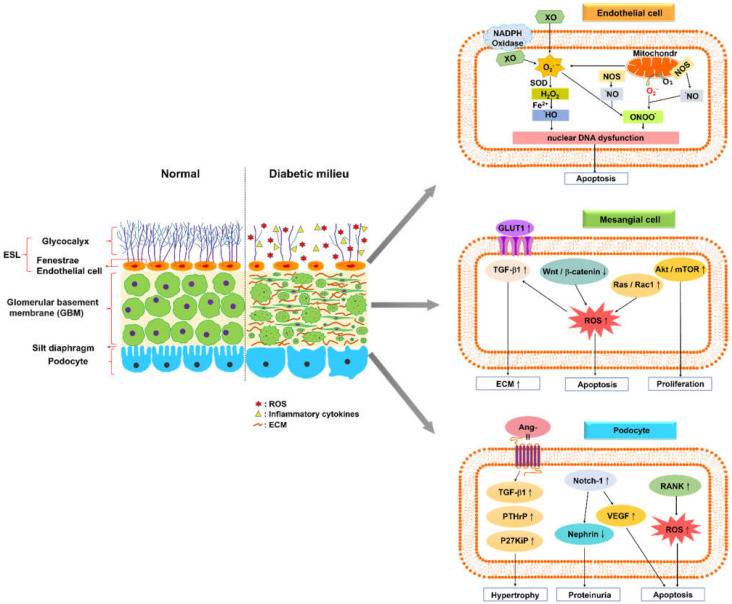 Normal
Diabetic milieu
ESL
Glycocalyx
Fenestrae
Endothelial cell
Glomerular basement
membrane (GBM)
Silt diaphragm
Podocyte
: ROS
: Inflammatory cytokines
: ECM
Endothelial cell
XO
NADPH
Oxidase
XO
O₂·⁻
Mitochondr
NOS
O₂
NOS
SOD
NO
O₂⁻
NO
H₂O₂
Fe²⁺
HO
ONOO⁻
nuclear DNA dysfunction
Apoptosis
Mesangial cell
GLUT1 ↑
TGF-β1 ↑
Wnt / β-catenin ↓
Akt / mTOR ↑
Ras / Rac1 ↑
ROS ↑
ECM ↑
Apoptosis
Proliferation
Podocyte
Ang-
II
TGF-β1 ↑
Notch-1 ↑
RANK ↑
PTHrP ↑
VEGF ↑
P27KiP ↑
Nephrin ↓
ROS ↑
Hypertrophy
Proteinuria
Apoptosis